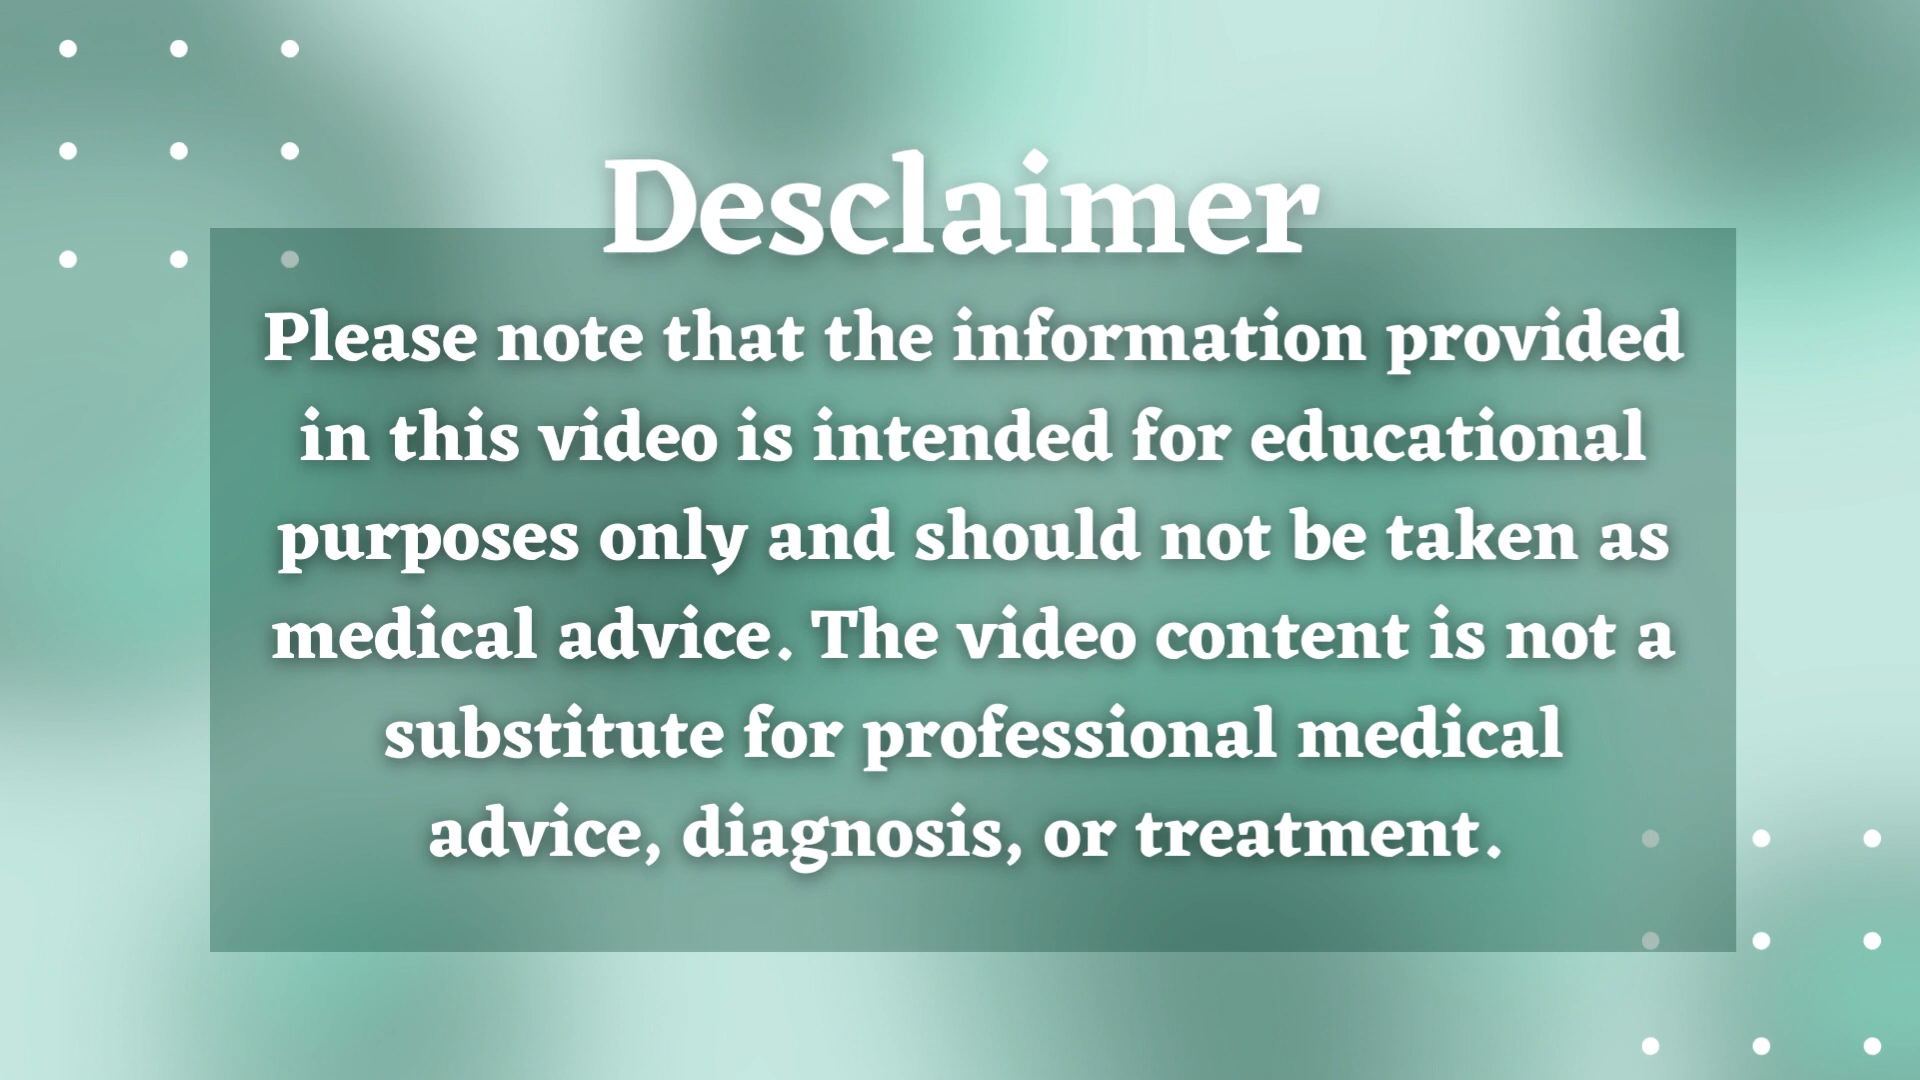 Desclaimer
Please note that the information provided
in this video is intended for educational
purposes only and should not be taken as
medical advice. The video content is not a
substitute for professional medical
advice, diagnosis, or treatment.